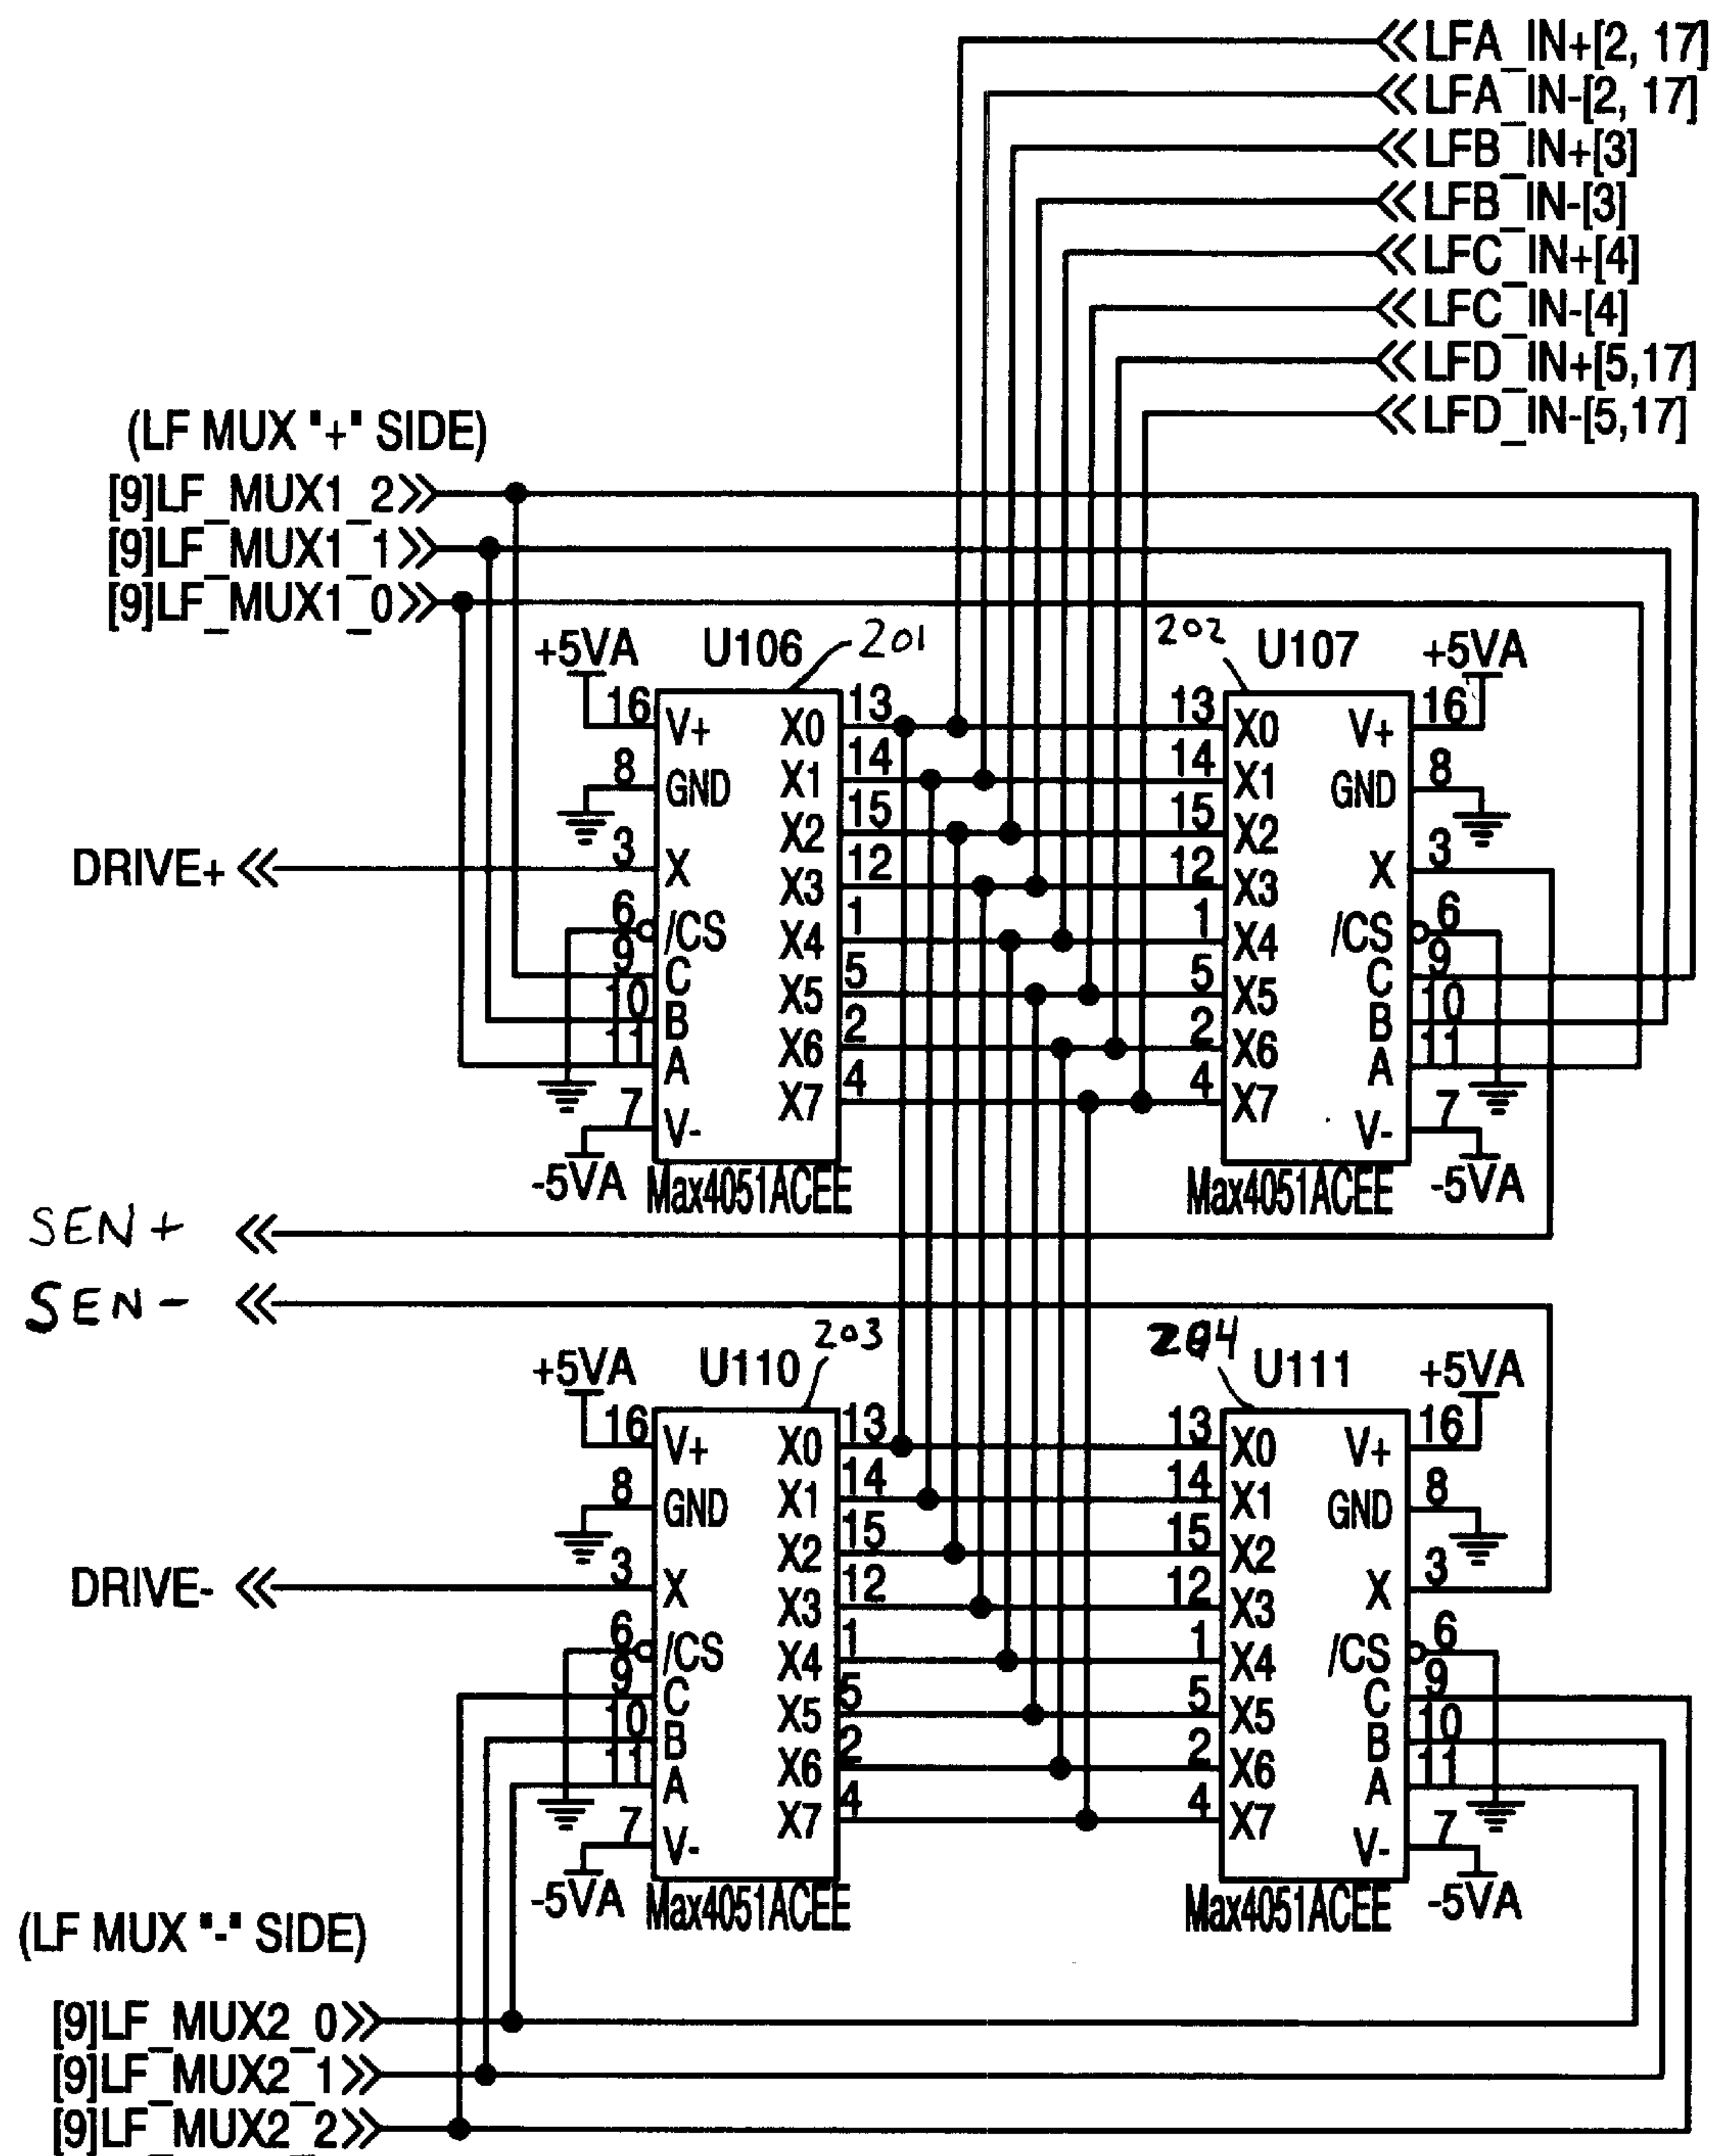 LFA_IN+[2, 17]
LFA_IN-[2, 17]
LFB_IN+[3]
LFB_IN-[3]
LFC_IN+[4]
LFC_IN-[4]
LFD_IN+[5,17]
LFD_IN-[5,17]
(LF MUX "+" SIDE)
[9]LF_MUX1_2
[9]LF_MUX1_1
[9]LF_MUX1_0
+5VA U106 201 202 U107 +5VA
16 V+ X0 13 13 X0 V+ 16
8 GND X1 14 14 X1 GND 8
X2 15 15 X2
DRIVE+ 3 X X3 12 12 X3 X 3
6 /CS X4 1 1 X4 /CS 6
9 C X5 5 5 X5 C 9
10 B X6 2 2 X6 B 10
11 A X7 4 4 X7 A 11
7 V- V- 7
-5VA Max4051ACEE Max4051ACEE -5VA
SEN+
SEN-
+5VA U110 203 204 U111 +5VA
16 V+ X0 13 13 X0 V+ 16
8 GND X1 14 14 X1 GND 8
X2 15 15 X2
DRIVE- 3 X X3 12 12 X3 X 3
6 /CS X4 1 1 X4 /CS 6
9 C X5 5 5 X5 C 9
10 B X6 2 2 X6 B 10
11 A X7 4 4 X7 A 11
7 V- V- 7
-5VA Max4051ACEE Max4051ACEE -5VA
(LF MUX "-" SIDE)
[9]LF_MUX2_0
[9]LF_MUX2_1
[9]LF_MUX2_2